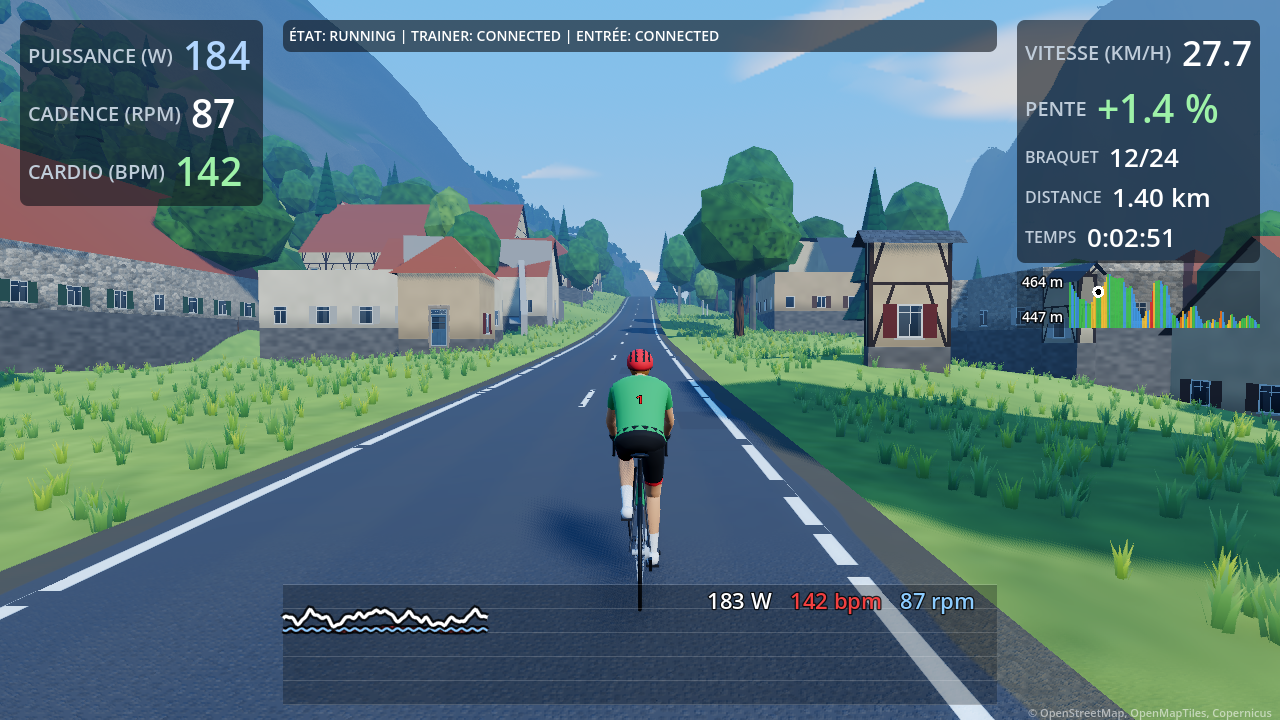 PUISSANCE (W) 184
CADENCE (RPM) 87
CARDIO (BPM) 142
ÉTAT: RUNNING | TRAINER: CONNECTED | ENTRÉE: CONNECTED
VITESSE (KM/H) 27.7
PENTE +1.4 %
BRAQUET 12/24
DISTANCE 1.40 km
TEMPS 0:02:51
464 m
447 m
1
183 W 142 bpm 87 rpm
© OpenStreetMap, OpenMapTiles, Copernicus